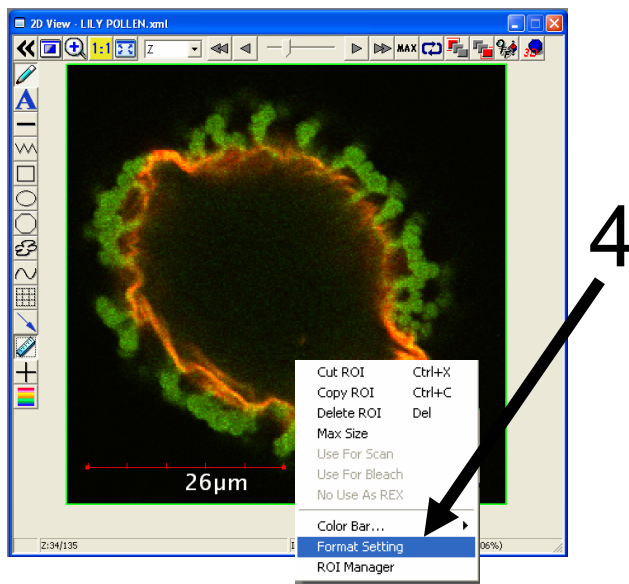 2D View - LILY POLLEN.xml
1:1 Z MAX 3D
A
4
Cut ROI Ctrl+X
Copy ROI Ctrl+C
Delete ROI Del
Max Size
Use For Scan
Use For Bleach
No Use As REX
Color Bar...
Format Setting
ROI Manager
26µm
Z:34/135 06%)